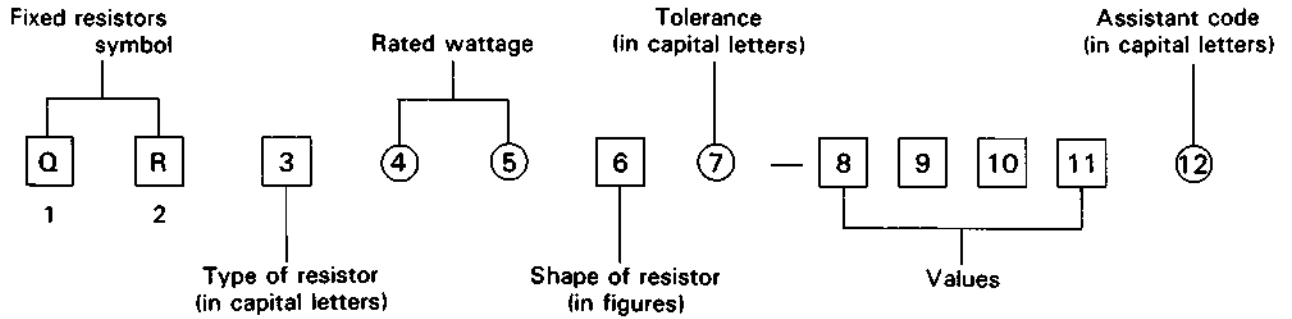 Fixed resistors
symbol
Rated wattage
Tolerance
(in capital letters)
Assistant code
(in capital letters)
Q R 3 4 5 6 7 — 8 9 10 11 12
1 2
Type of resistor
(in capital letters)
Shape of resistor
(in figures)
Values